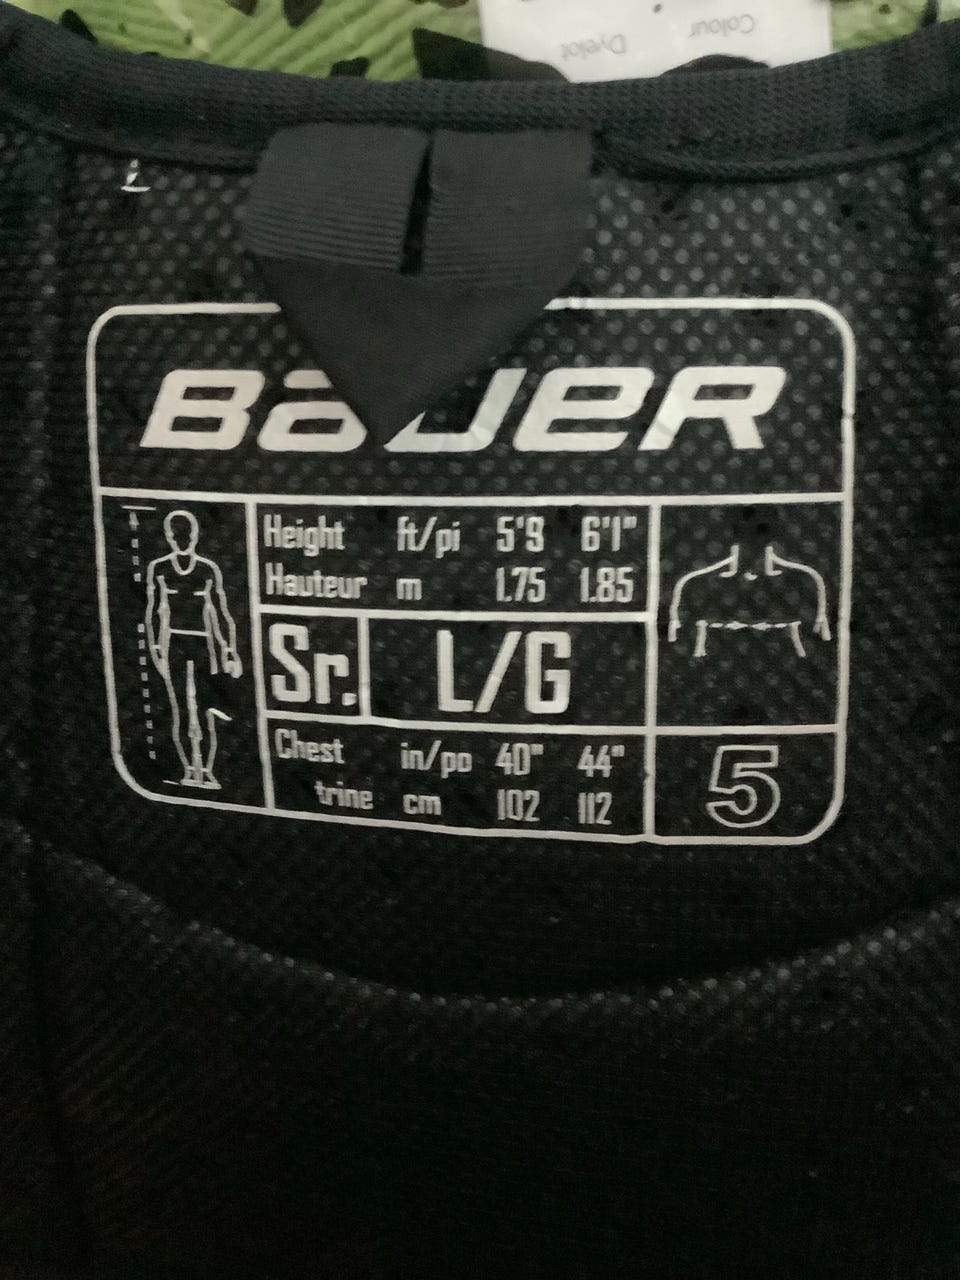 Colour
Dyelot
BAUER
Height ft/pi 5'9 6'1"
Hauteur m 1.75 1.85
Sr. L/G
Chest in/po 40" 44"
trine cm 102 112
5